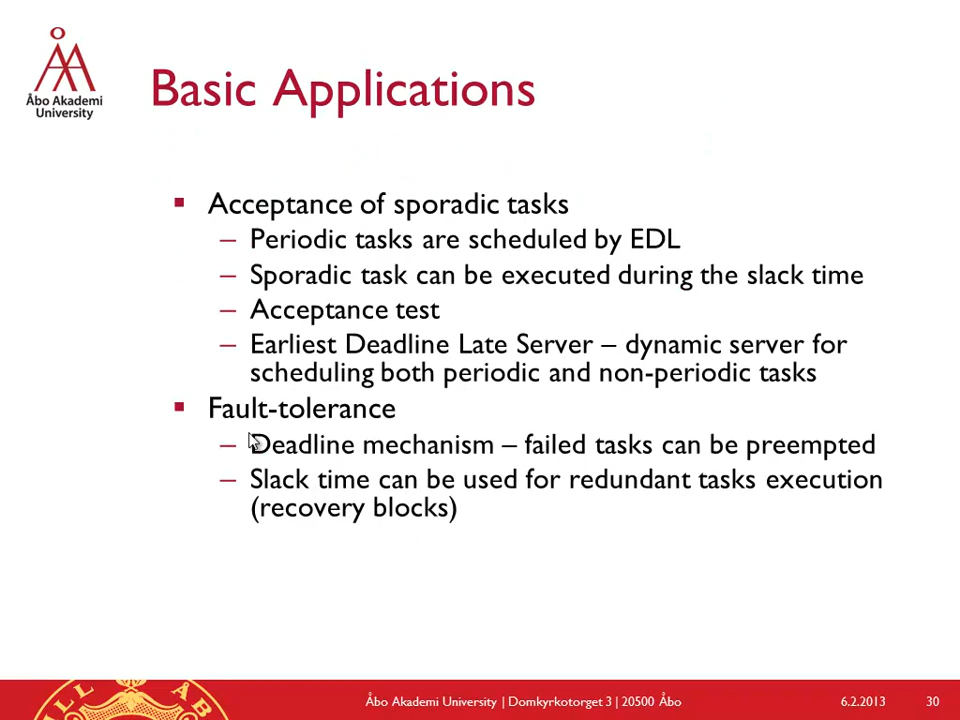 Åbo Akademi
University
Basic Applications
Acceptance of sporadic tasks
– Periodic tasks are scheduled by EDL
– Sporadic task can be executed during the slack time
– Acceptance test
– Earliest Deadline Late Server – dynamic server for
scheduling both periodic and non-periodic tasks
Fault-tolerance
– Deadline mechanism – failed tasks can be preempted
– Slack time can be used for redundant tasks execution
(recovery blocks)
Åbo Akademi University | Domkyrkotorget 3 | 20500 Åbo
6.2.2013
30